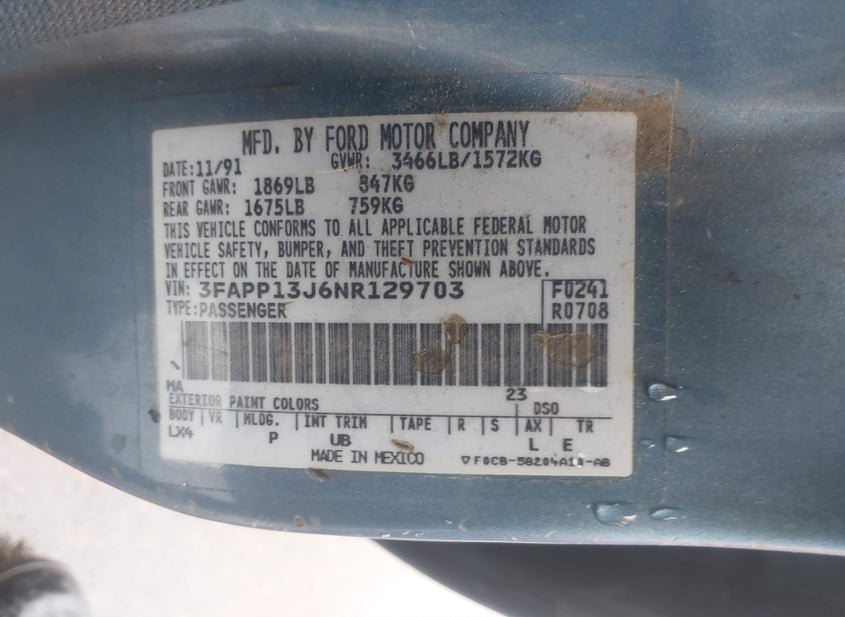 MFD. BY FORD MOTOR COMPANY
DATE: 11/91 GVWR: 3466LB/1572KG
FRONT GAWR: 1869LB 847KG
REAR GAWR: 1675LB 759KG
THIS VEHICLE CONFORMS TO ALL APPLICABLE FEDERAL MOTOR
VEHICLE SAFETY, BUMPER, AND THEFT PREVENTION STANDARDS
IN EFFECT ON THE DATE OF MANUFACTURE SHOWN ABOVE.
VIN: 3FAPP13J6NR129703 F0241
TYPE: PASSENGER R0708
MA 23
EXTERIOR PAINT COLORS DSO
BODY VR MLDG. INT TRIM TAPE R S AX TR
LX4 P UB L E
MADE IN MEXICO ▽F0CB-58204A10-AB